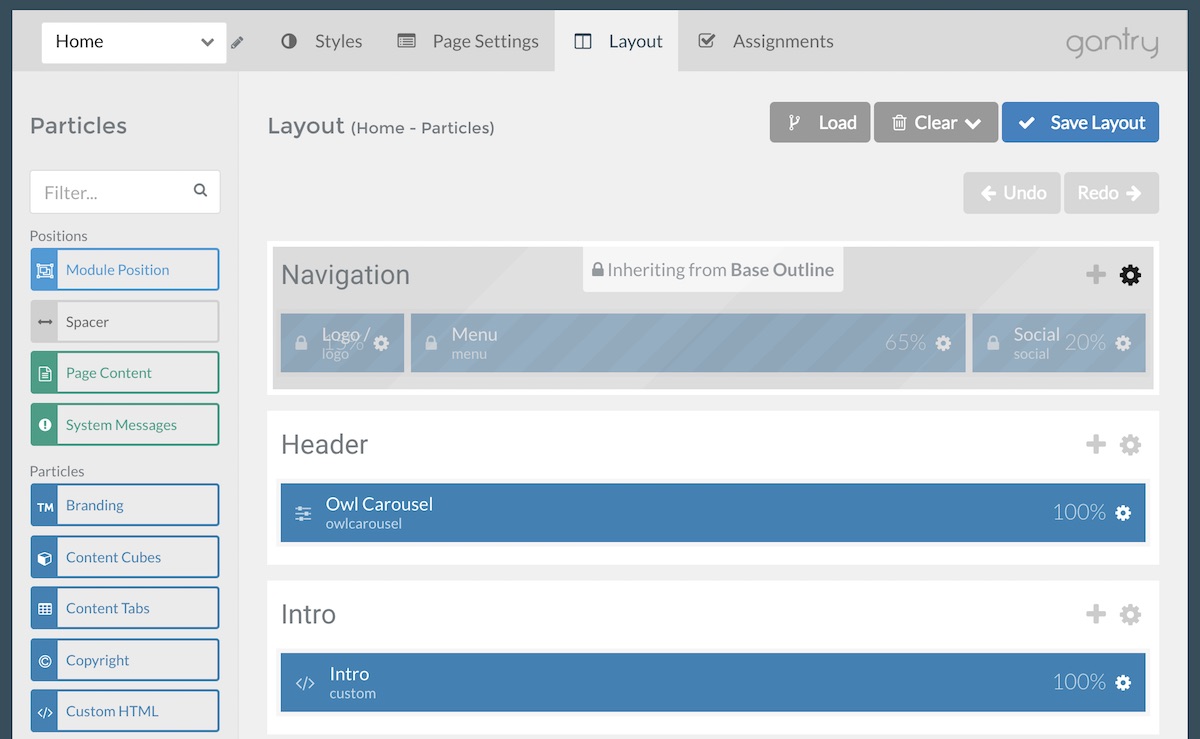 Home
Styles
Page Settings
Layout
Assignments
gantry
Particles
Layout (Home - Particles)
Load
Clear
Save Layout
Filter...
Undo
Redo
Positions
Module Position
Spacer
Page Content
System Messages
Particles
TM Branding
Content Cubes
Content Tabs
© Copyright
</> Custom HTML
Navigation
Inheriting from Base Outline
Logo /
logo
15%
Menu
menu
65%
Social
social
20%
Header
Owl Carousel
owlcarousel
100%
Intro
</> Intro
custom
100%